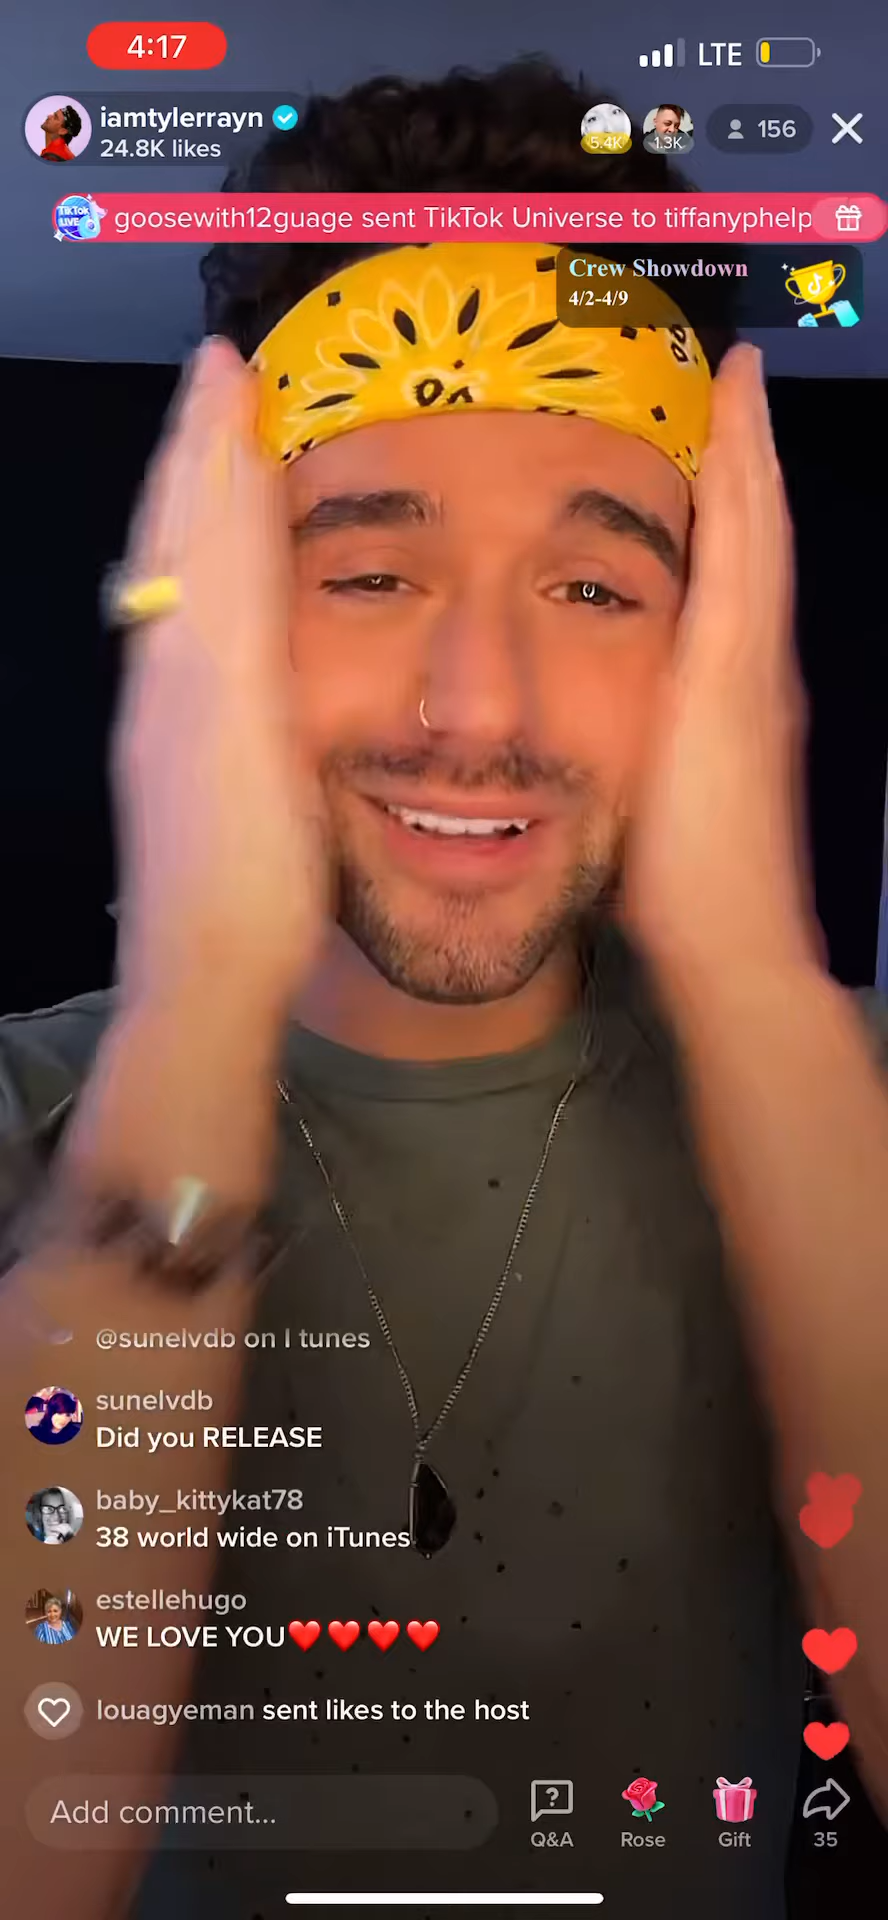 4:17
LTE
iamtylerrayn
24.8K likes
5.4K
1.3K
156
TikTok LIVE
goosewith12guage sent TikTok Universe to tiffanyphelp
Crew Showdown
4/2-4/9
@sunelvdb on I tunes
sunelvdb
Did you RELEASE
baby_kittykat78
38 world wide on iTunes
estellehugo
WE LOVE YOU❤️❤️❤️❤️
louagyeman sent likes to the host
Add comment...
Q&A
Rose
Gift
35